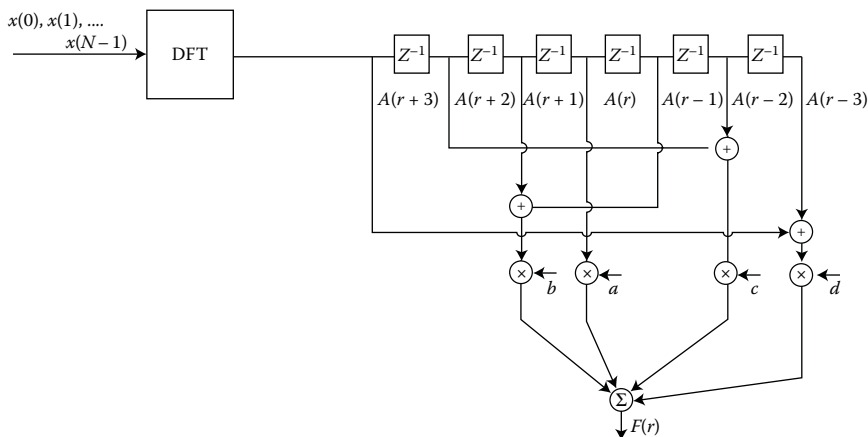 x(0), x(1), ....
x(N – 1)
DFT
Z⁻¹ Z⁻¹ Z⁻¹ Z⁻¹ Z⁻¹ Z⁻¹
A(r + 3) A(r + 2) A(r + 1) A(r) A(r – 1) A(r – 2) A(r – 3)
+
+
+
× b × a × c × d
Σ
F(r)